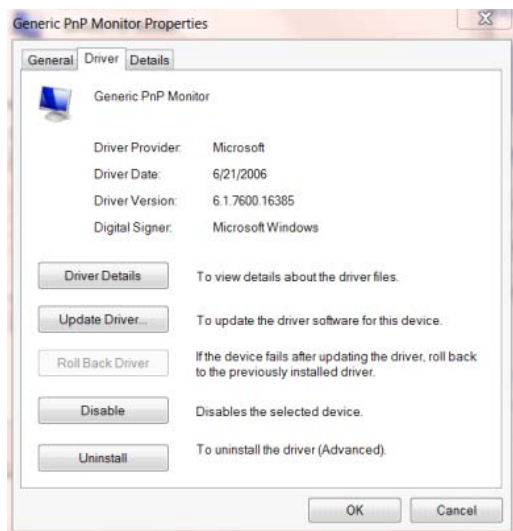 Generic PnP Monitor Properties
General Driver Details
Generic PnP Monitor
Driver Provider: Microsoft
Driver Date: 6/21/2006
Driver Version: 6.1.7600.16385
Digital Signer: Microsoft Windows
Driver Details To view details about the driver files.
Update Driver... To update the driver software for this device.
Roll Back Driver If the device fails after updating the driver, roll back
to the previously installed driver.
Disable Disables the selected device.
Uninstall To uninstall the driver (Advanced).
OK Cancel